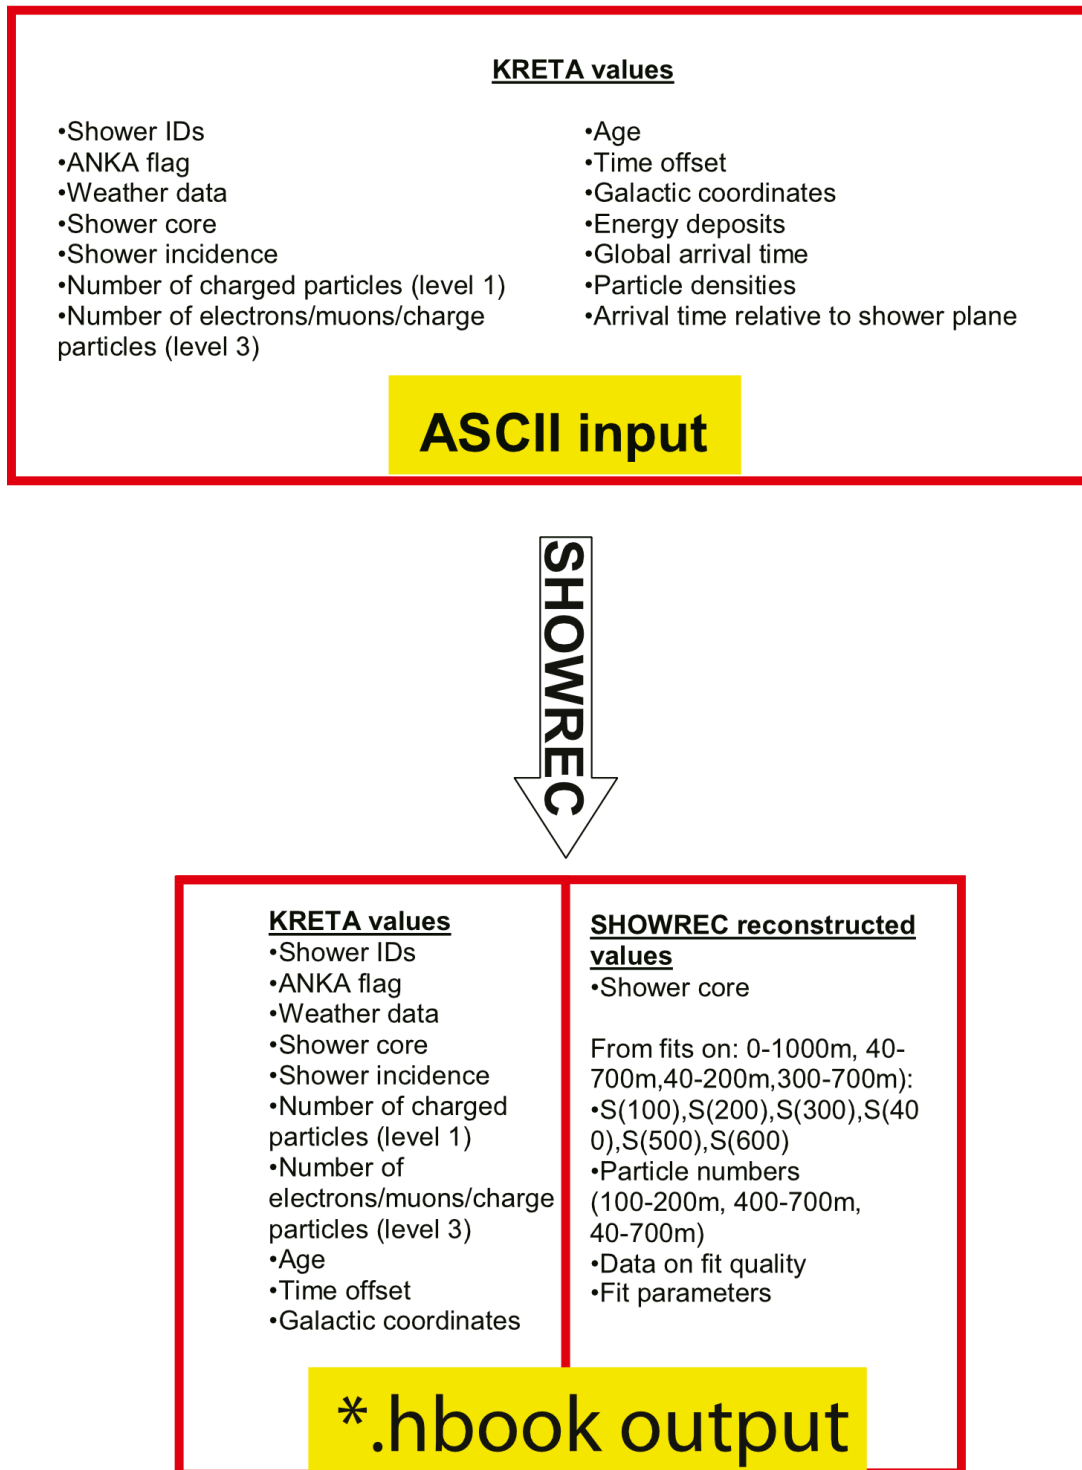 KRETA values
•Shower IDs
•ANKA flag
•Weather data
•Shower core
•Shower incidence
•Number of charged particles (level 1)
•Number of electrons/muons/charge
particles (level 3)
•Age
•Time offset
•Galactic coordinates
•Energy deposits
•Global arrival time
•Particle densities
•Arrival time relative to shower plane
ASCII input
SHOWREC
KRETA values
•Shower IDs
•ANKA flag
•Weather data
•Shower core
•Shower incidence
•Number of charged
particles (level 1)
•Number of
electrons/muons/charge
particles (level 3)
•Age
•Time offset
•Galactic coordinates
SHOWREC reconstructed
values
•Shower core
From fits on: 0-1000m, 40-
700m,40-200m,300-700m):
•S(100),S(200),S(300),S(40
0),S(500),S(600)
•Particle numbers
(100-200m, 400-700m,
40-700m)
•Data on fit quality
•Fit parameters
*.hbook output